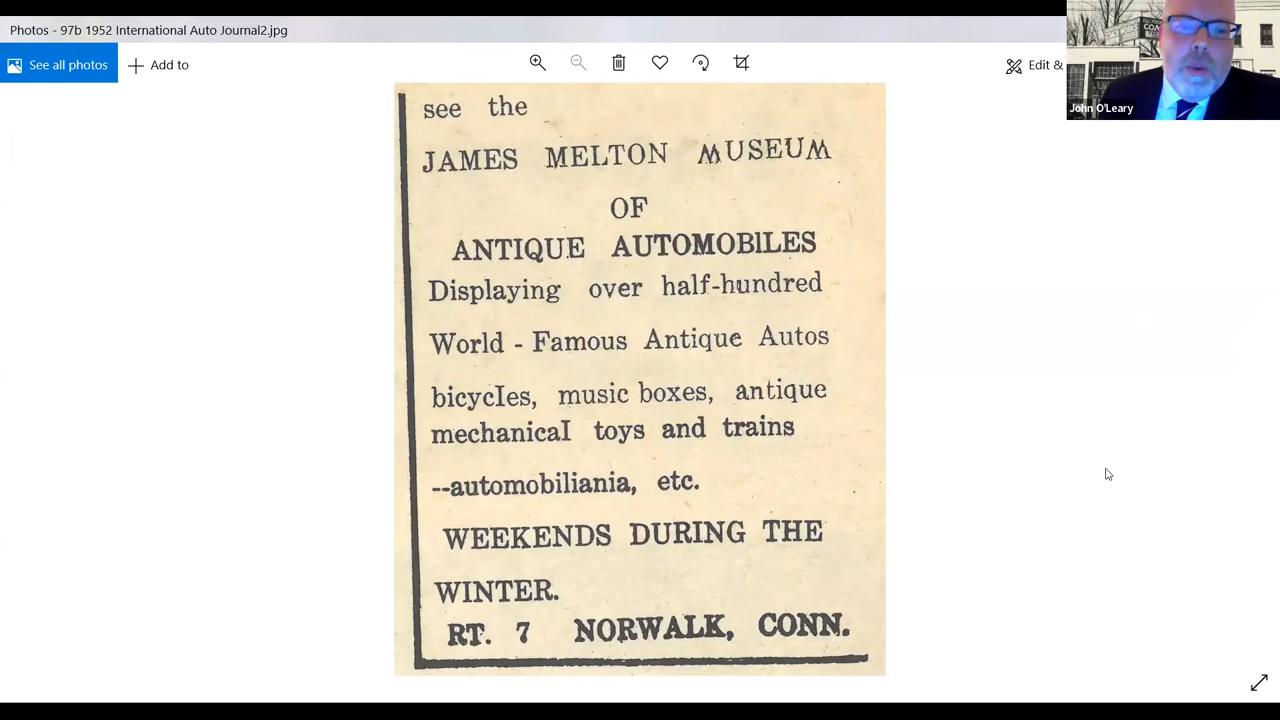 Photos - 97b 1952 International Auto Journal2.jpg
See all photos
Add to
Edit &
John O'Leary
see the
JAMES MELTON MUSEUM
OF
ANTIQUE AUTOMOBILES
Displaying over half-hundred
World - Famous Antique Autos
bicycles, music boxes, antique
mechanical toys and trains
--automobiliania, etc.
WEEKENDS DURING THE
WINTER.
RT. 7 NORWALK, CONN.